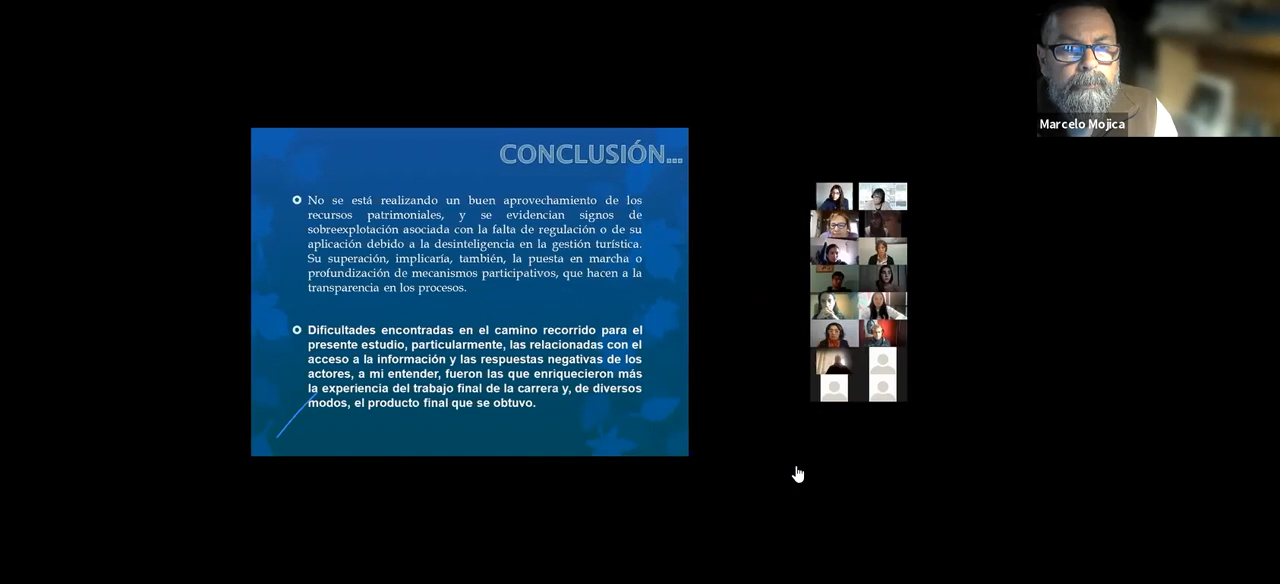 CONCLUSIÓN...
No se está realizando un buen aprovechamiento de los
recursos patrimoniales, y se evidencian signos de
sobreexplotación asociada con la falta de regulación o de su
aplicación debido a la desinteligencia en la gestión turística.
Su superación, implicaría, también, la puesta en marcha o
profundización de mecanismos participativos, que hacen a la
transparencia en los procesos.
Dificultades encontradas en el camino recorrido para el
presente estudio, particularmente, las relacionadas con el
acceso a la información y las respuestas negativas de los
actores, a mi entender, fueron las que enriquecieron más
la experiencia del trabajo final de la carrera y, de diversos
modos, el producto final que se obtuvo.
Marcelo Mojica